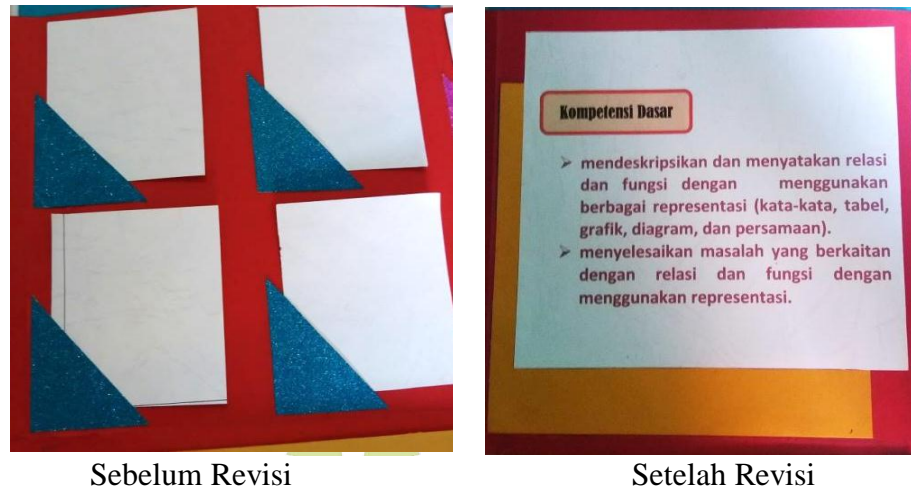 Kompetensi Dasar
➤ mendeskripsikan dan menyatakan relasi
dan fungsi dengan menggunakan
berbagai representasi (kata-kata, tabel,
grafik, diagram, dan persamaan).
➤ menyelesaikan masalah yang berkaitan
dengan relasi dan fungsi dengan
menggunakan representasi.
Sebelum Revisi
Setelah Revisi